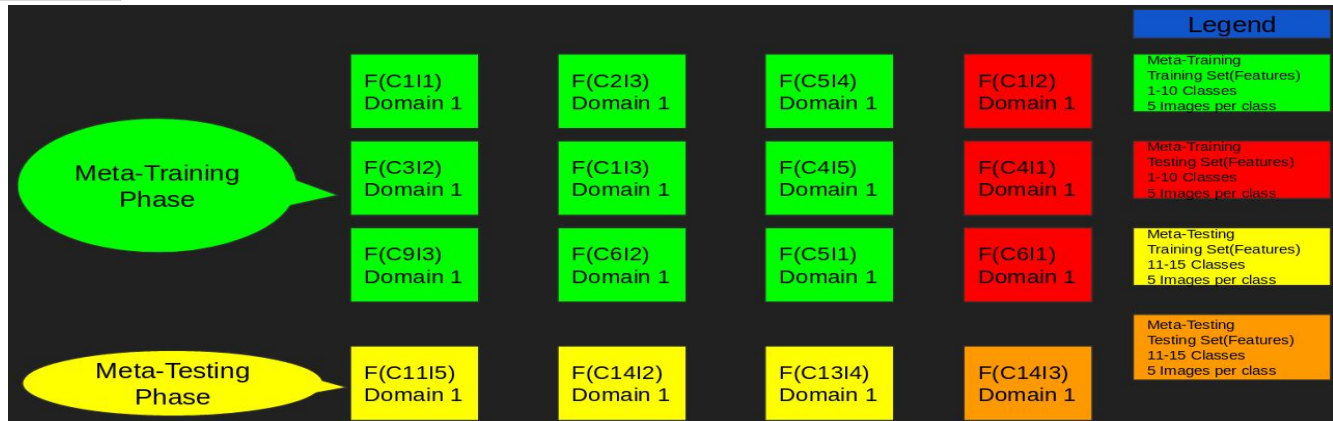 Legend
Meta-Training
Phase
F(C1I1)
Domain 1
F(C2I3)
Domain 1
F(C5I4)
Domain 1
F(C1I2)
Domain 1
Meta-Training
Training Set(Features)
1-10 Classes
5 Images per class
F(C3I2)
Domain 1
F(C1I3)
Domain 1
F(C4I5)
Domain 1
F(C4I1)
Domain 1
Meta-Training
Testing Set(Features)
1-10 Classes
5 Images per class
F(C9I3)
Domain 1
F(C6I2)
Domain 1
F(C5I1)
Domain 1
F(C6I1)
Domain 1
Meta-Testing
Training Set(Features)
11-15 Classes
5 Images per class
Meta-Testing
Phase
F(C11I5)
Domain 1
F(C14I2)
Domain 1
F(C13I4)
Domain 1
F(C14I3)
Domain 1
Meta-Testing
Testing Set(Features)
11-15 Classes
5 Images per class